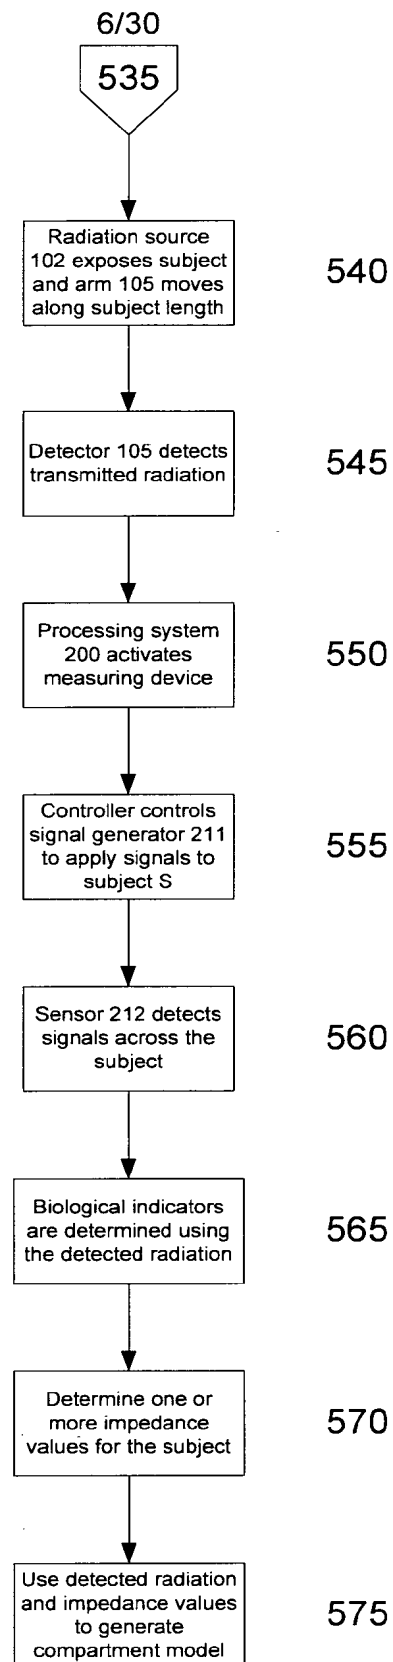 6/30
535
Radiation source
102 exposes subject
and arm 105 moves
along subject length
540
Detector 105 detects
transmitted radiation
545
Processing system
200 activates
measuring device
550
Controller controls
signal generator 211
to apply signals to
subject S
555
Sensor 212 detects
signals across the
subject
560
Biological indicators
are determined using
the detected radiation
565
Determine one or
more impedance
values for the subject
570
Use detected radiation
and impedance values
to generate
compartment model
575